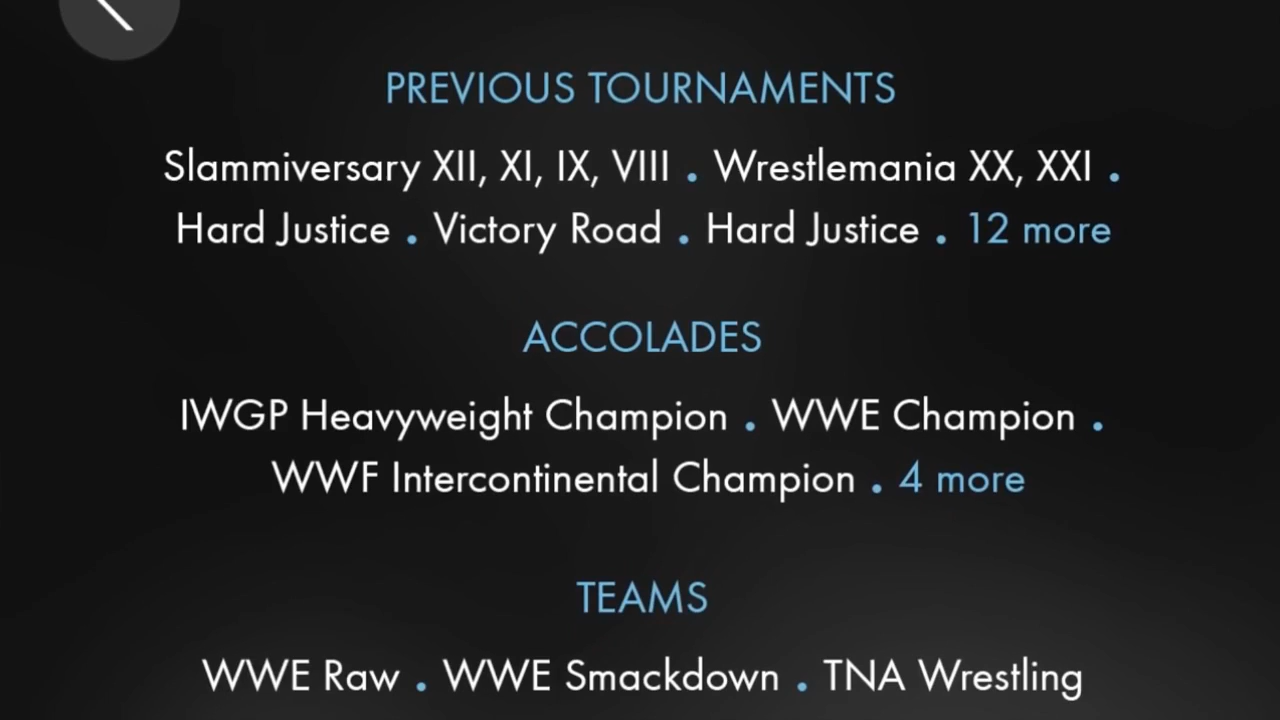 PREVIOUS TOURNAMENTS
Slammiversary XII, XI, IX, VIII . Wrestlemania XX, XXI .
Hard Justice . Victory Road . Hard Justice . 12 more
ACCOLADES
IWGP Heavyweight Champion . WWE Champion .
WWF Intercontinental Champion . 4 more
TEAMS
WWE Raw . WWE Smackdown . TNA Wrestling